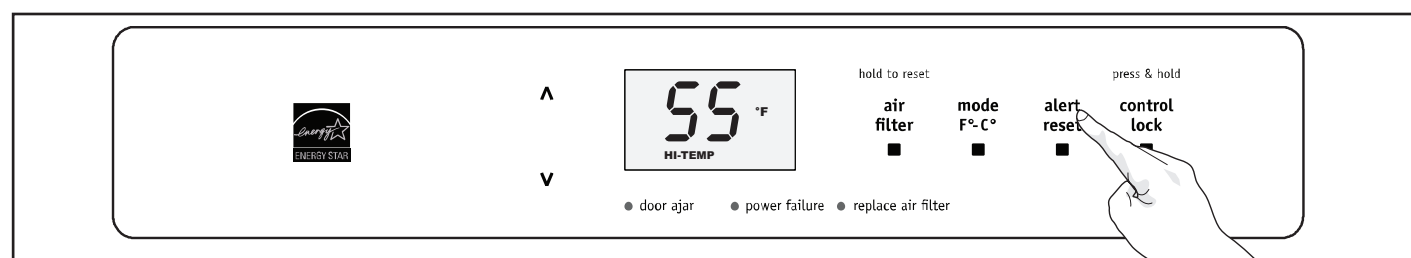 energy
ENERGY STAR
∧
∨
55 °F
HI-TEMP
door ajar
power failure
replace air filter
hold to reset
air
filter
mode
F°-C°
alert
reset
press & hold
control
lock